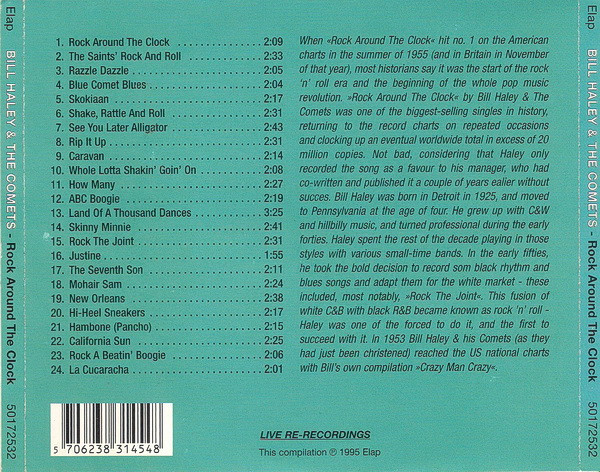 Elap
BILL HALEY & THE COMETS - Rock Around The Clock
50172532
1. Rock Around The Clock 2:09
2. The Saints' Rock And Roll 2:33
3. Razzle Dazzle 2:05
4. Blue Comet Blues 2:04
5. Skokiaan 2:17
6. Shake, Rattle And Roll 2:31
7. See You Later Alligator 2:43
8. Rip It Up 2:31
9. Caravan 2:14
10. Whole Lotta Shakin' Goin' On 2:08
11. How Many 2:27
12. ABC Boogie 2:19
13. Land Of A Thousand Dances 3:25
14. Skinny Minnie 2:41
15. Rock The Joint 2:31
16. Justine 1:55
17. The Seventh Son 2:11
18. Mohair Sam 2:24
19. New Orleans 2:38
20. Hi-Heel Sneakers 2:17
21. Hambone (Pancho) 2:15
22. California Sun 2:25
23. Rock A Beatin' Boogie 2:06
24. La Cucaracha 2:01
When »Rock Around The Clock« hit no. 1 on the American
charts in the summer of 1955 (and in Britain in November
of that year), most historians say it was the start of the rock
'n' roll era and the beginning of the whole pop music
revolution. »Rock Around The Clock« by Bill Haley & The
Comets was one of the biggest-selling singles in history,
returning to the record charts on repeated occasions
and clocking up an eventual worldwide total in excess of 20
million copies. Not bad, considering that Haley only
recorded the song as a favour to his manager, who had
co-written and published it a couple of years ealier without
succes. Bill Haley was born in Detroit in 1925, and moved
to Pennsylvania at the age of four. He grew up with C&W
and hillbilly music, and turned professional during the early
forties. Haley spent the rest of the decade playing in those
styles with various small-time bands. In the early fifties,
he took the bold decision to record som black rhythm and
blues songs and adapt them for the white market - these
included, most notably, »Rock The Joint«. This fusion of
white C&B with black R&B became known as rock 'n' roll -
Haley was one of the forced to do it, and the first to
succeed with it. In 1953 Bill Haley & his Comets (as they
had just been christened) reached the US national charts
with Bill's own compilation »Crazy Man Crazy«.
5 706238 314548
LIVE RE-RECORDINGS
This compilation ℗ 1995 Elap
Elap
BILL HALEY & THE COMETS - Rock Around The Clock
50172532